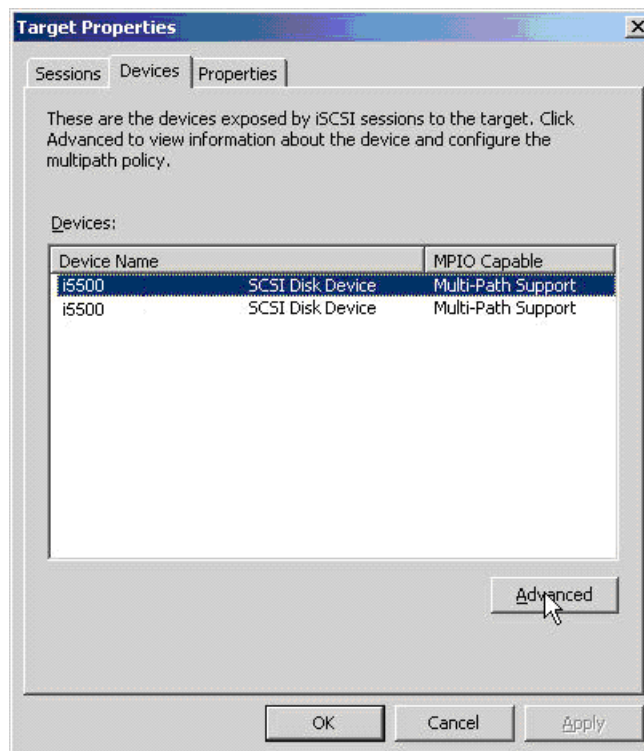 Target Properties
Sessions Devices Properties
These are the devices exposed by iSCSI sessions to the target. Click
Advanced to view information about the device and configure the
multipath policy.
Devices:
Device Name MPIO Capable
i5500 SCSI Disk Device Multi-Path Support
i5500 SCSI Disk Device Multi-Path Support
Advanced
OK Cancel Apply